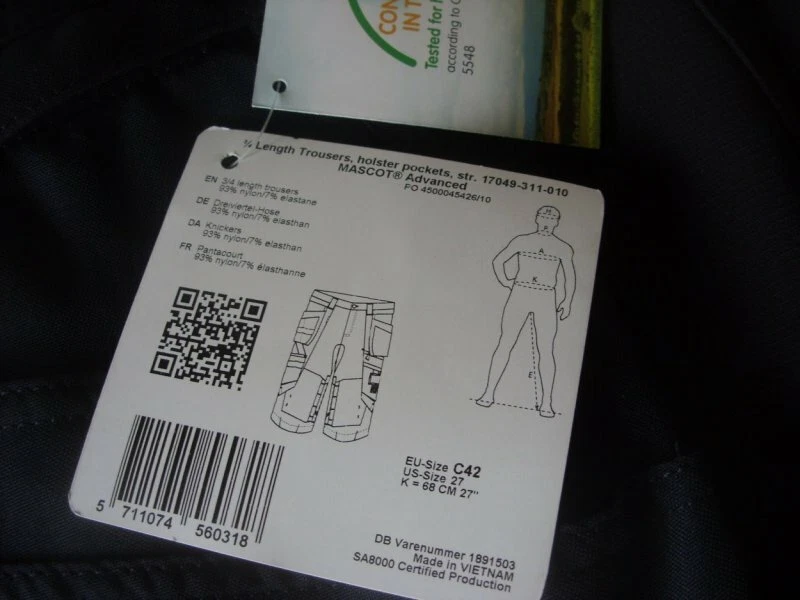 CON
IN T
Tested for h
according to O
5548
¾ Length Trousers, holster pockets, str. 17049-311-010
MASCOT® Advanced
PO 4500045426/10
EN 3/4 length trousers
93% nylon/7% elastane
DE Dreiviertel-Hose
93% nylon/7% elasthan
DA Knickers
93% nylon/7% elasthan
FR Pantacourt
93% nylon/7% élasthanne
A
K
E
EU-Size C42
US-Size 27
K = 68 CM 27"
5 711074 560318
DB Varenummer 1891503
Made in VIETNAM
SA8000 Certified Production